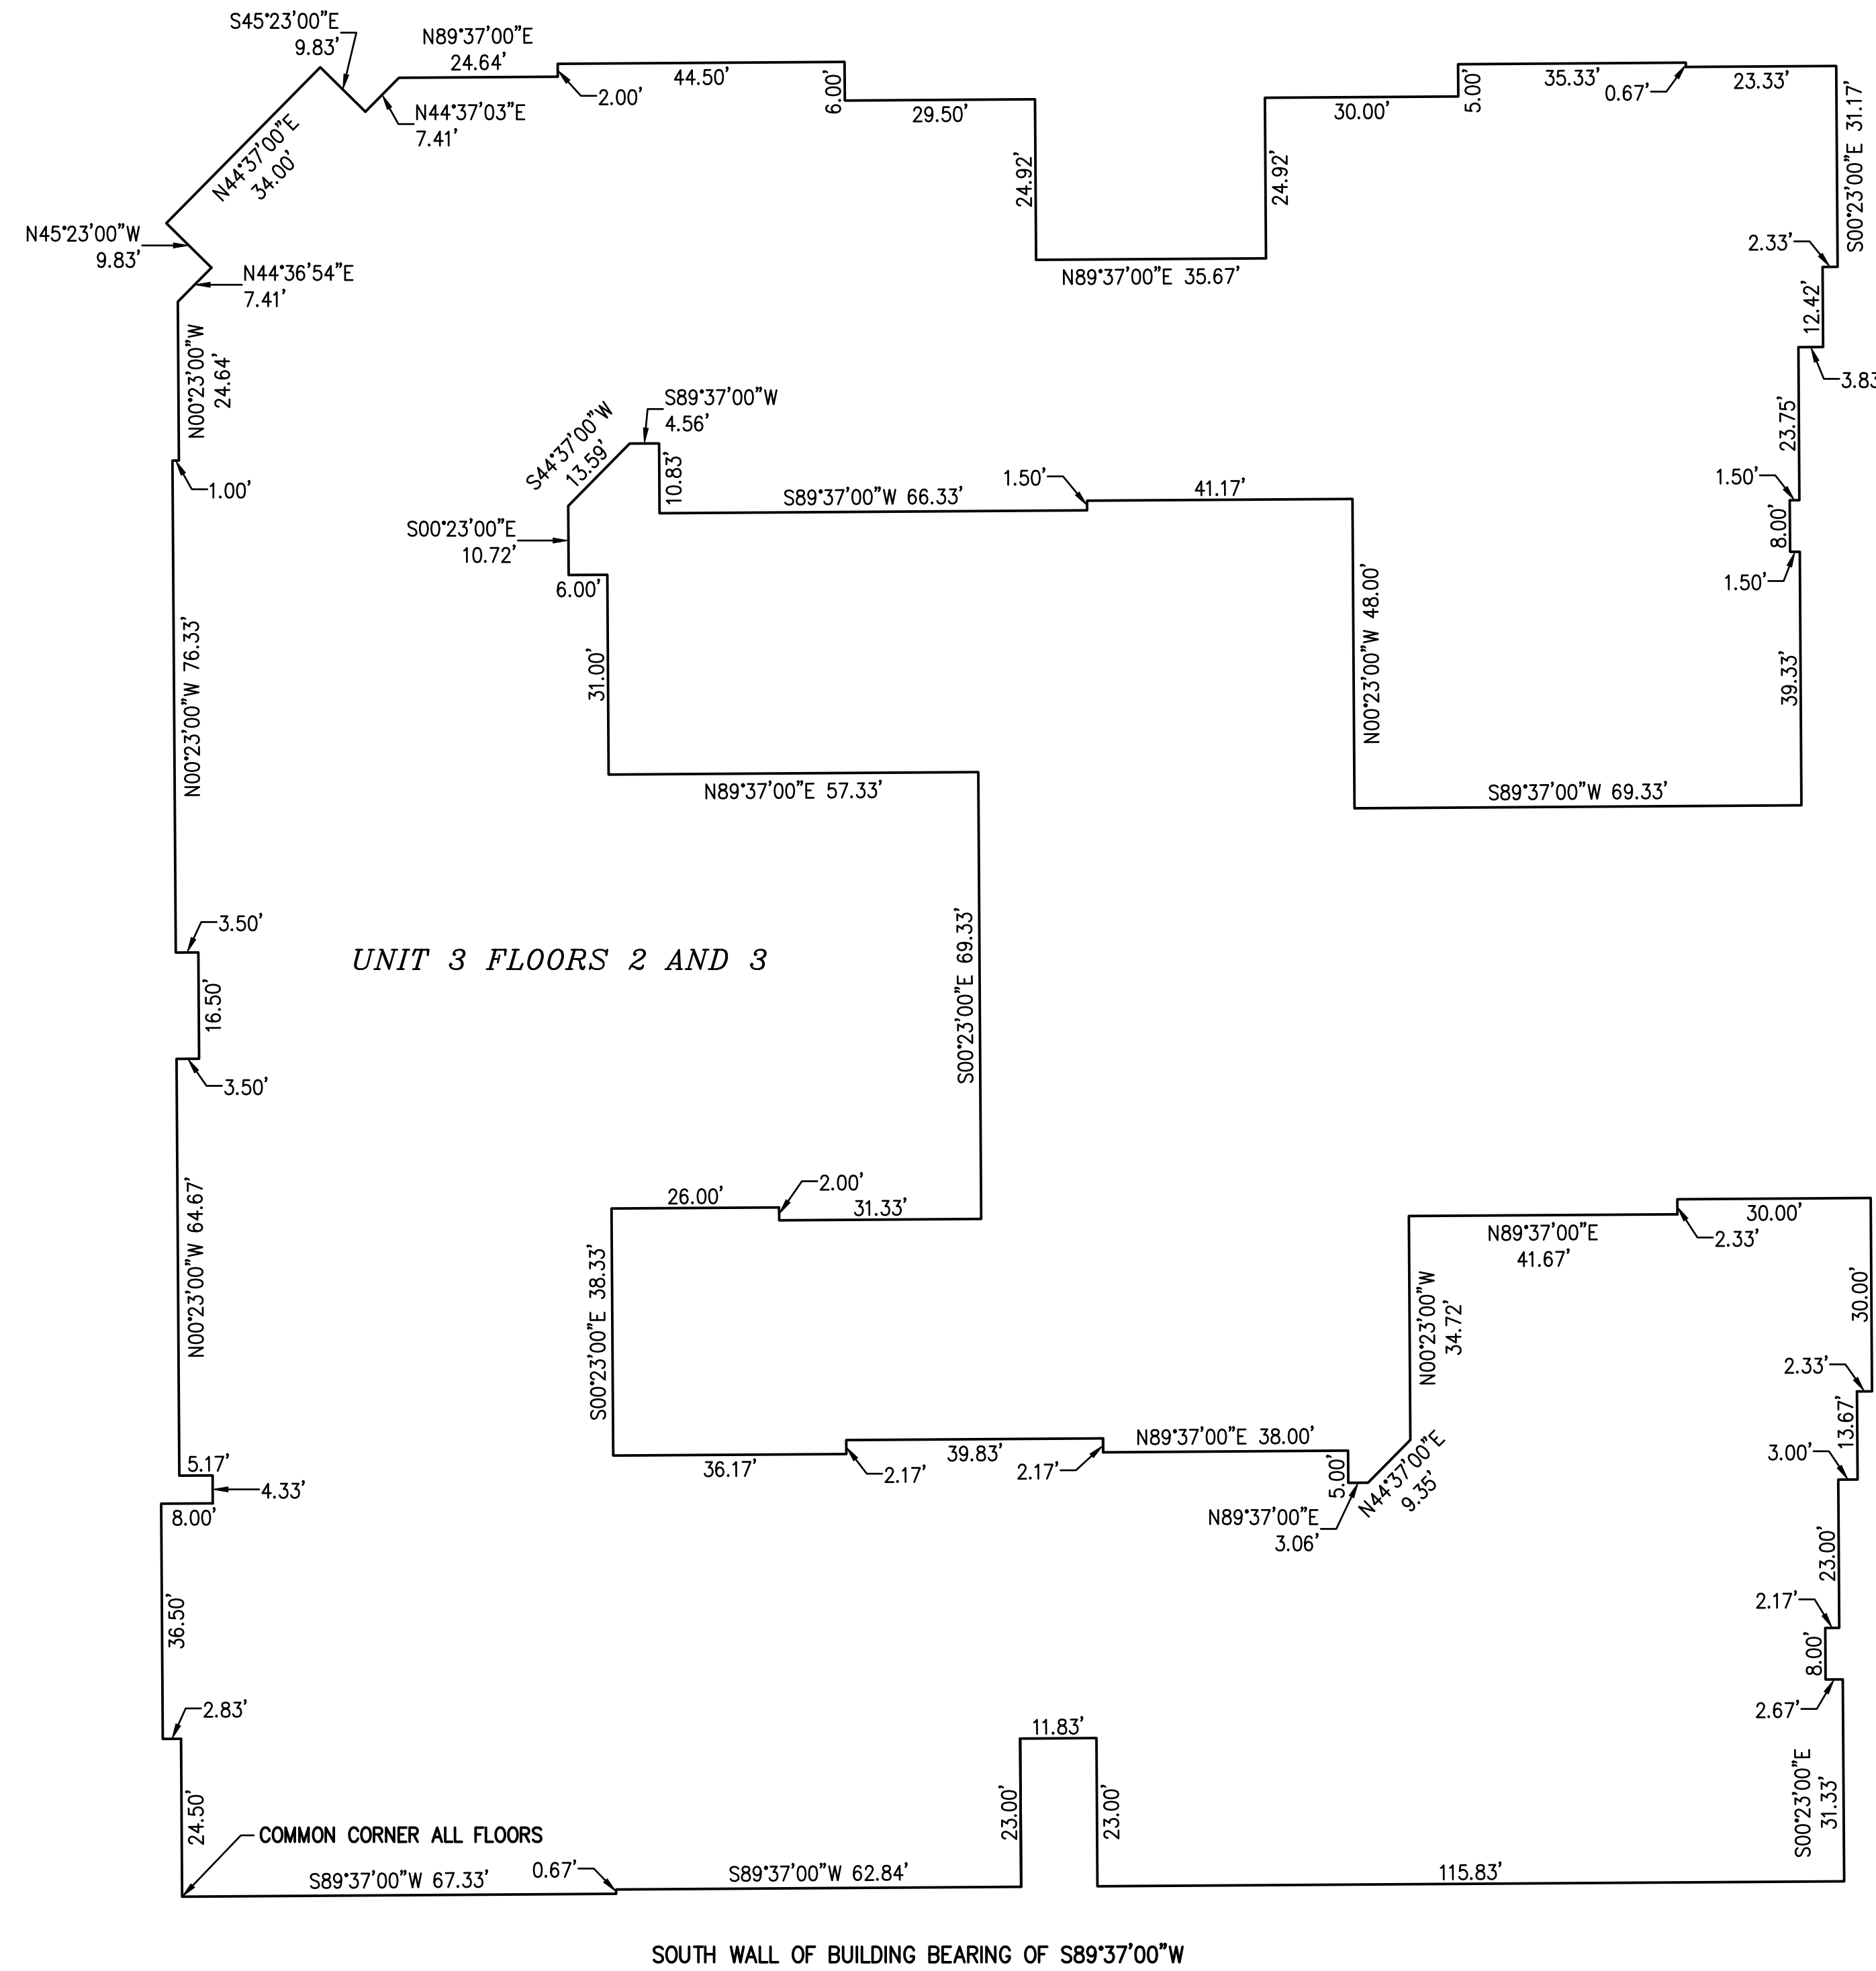 S45°23'00"E
9.83'
N89°37'00"E
24.64'
2.00'
44.50'
6.00'
29.50'
24.92'
N89°37'00"E 35.67'
24.92'
30.00'
5.00'
35.33'
0.67'
23.33'
S00°23'00"E 31.17'
N44°37'03"E
7.41'
N44°37'00"E
34.00'
N45°23'00"W
9.83'
N44°36'54"E
7.41'
N00°23'00"W
24.64'
1.00'
2.33'
12.42'
3.83
23.75'
1.50'
8.00'
1.50'
39.33'
S89°37'00"W 69.33'
N00°23'00"W 48.00'
41.17'
1.50'
S89°37'00"W 66.33'
10.83'
S89°37'00"W
4.56'
S44°37'00"W
13.59'
S00°23'00"E
10.72'
6.00'
31.00'
N89°37'00"E 57.33'
N00°23'00"W 76.33'
3.50'
16.50'
3.50'
UNIT 3 FLOORS 2 AND 3
S00°23'00"E 69.33'
N00°23'00"W 64.67'
26.00'
2.00'
31.33'
S00°23'00"E 38.33'
36.17'
2.17'
39.83'
2.17'
N89°37'00"E 38.00'
5.00'
N89°37'00"E
3.06'
N44°37'00"E
9.35'
N00°23'00"W
34.72'
N89°37'00"E
41.67'
2.33'
30.00'
30.00'
2.33'
13.67'
3.00'
23.00'
2.17'
8.00'
2.67'
S00°23'00"E
31.33'
5.17'
4.33'
8.00'
36.50'
2.83'
24.50'
COMMON CORNER ALL FLOORS
S89°37'00"W 67.33'
0.67'
S89°37'00"W 62.84'
23.00'
11.83'
23.00'
115.83'
SOUTH WALL OF BUILDING BEARING OF S89°37'00"W